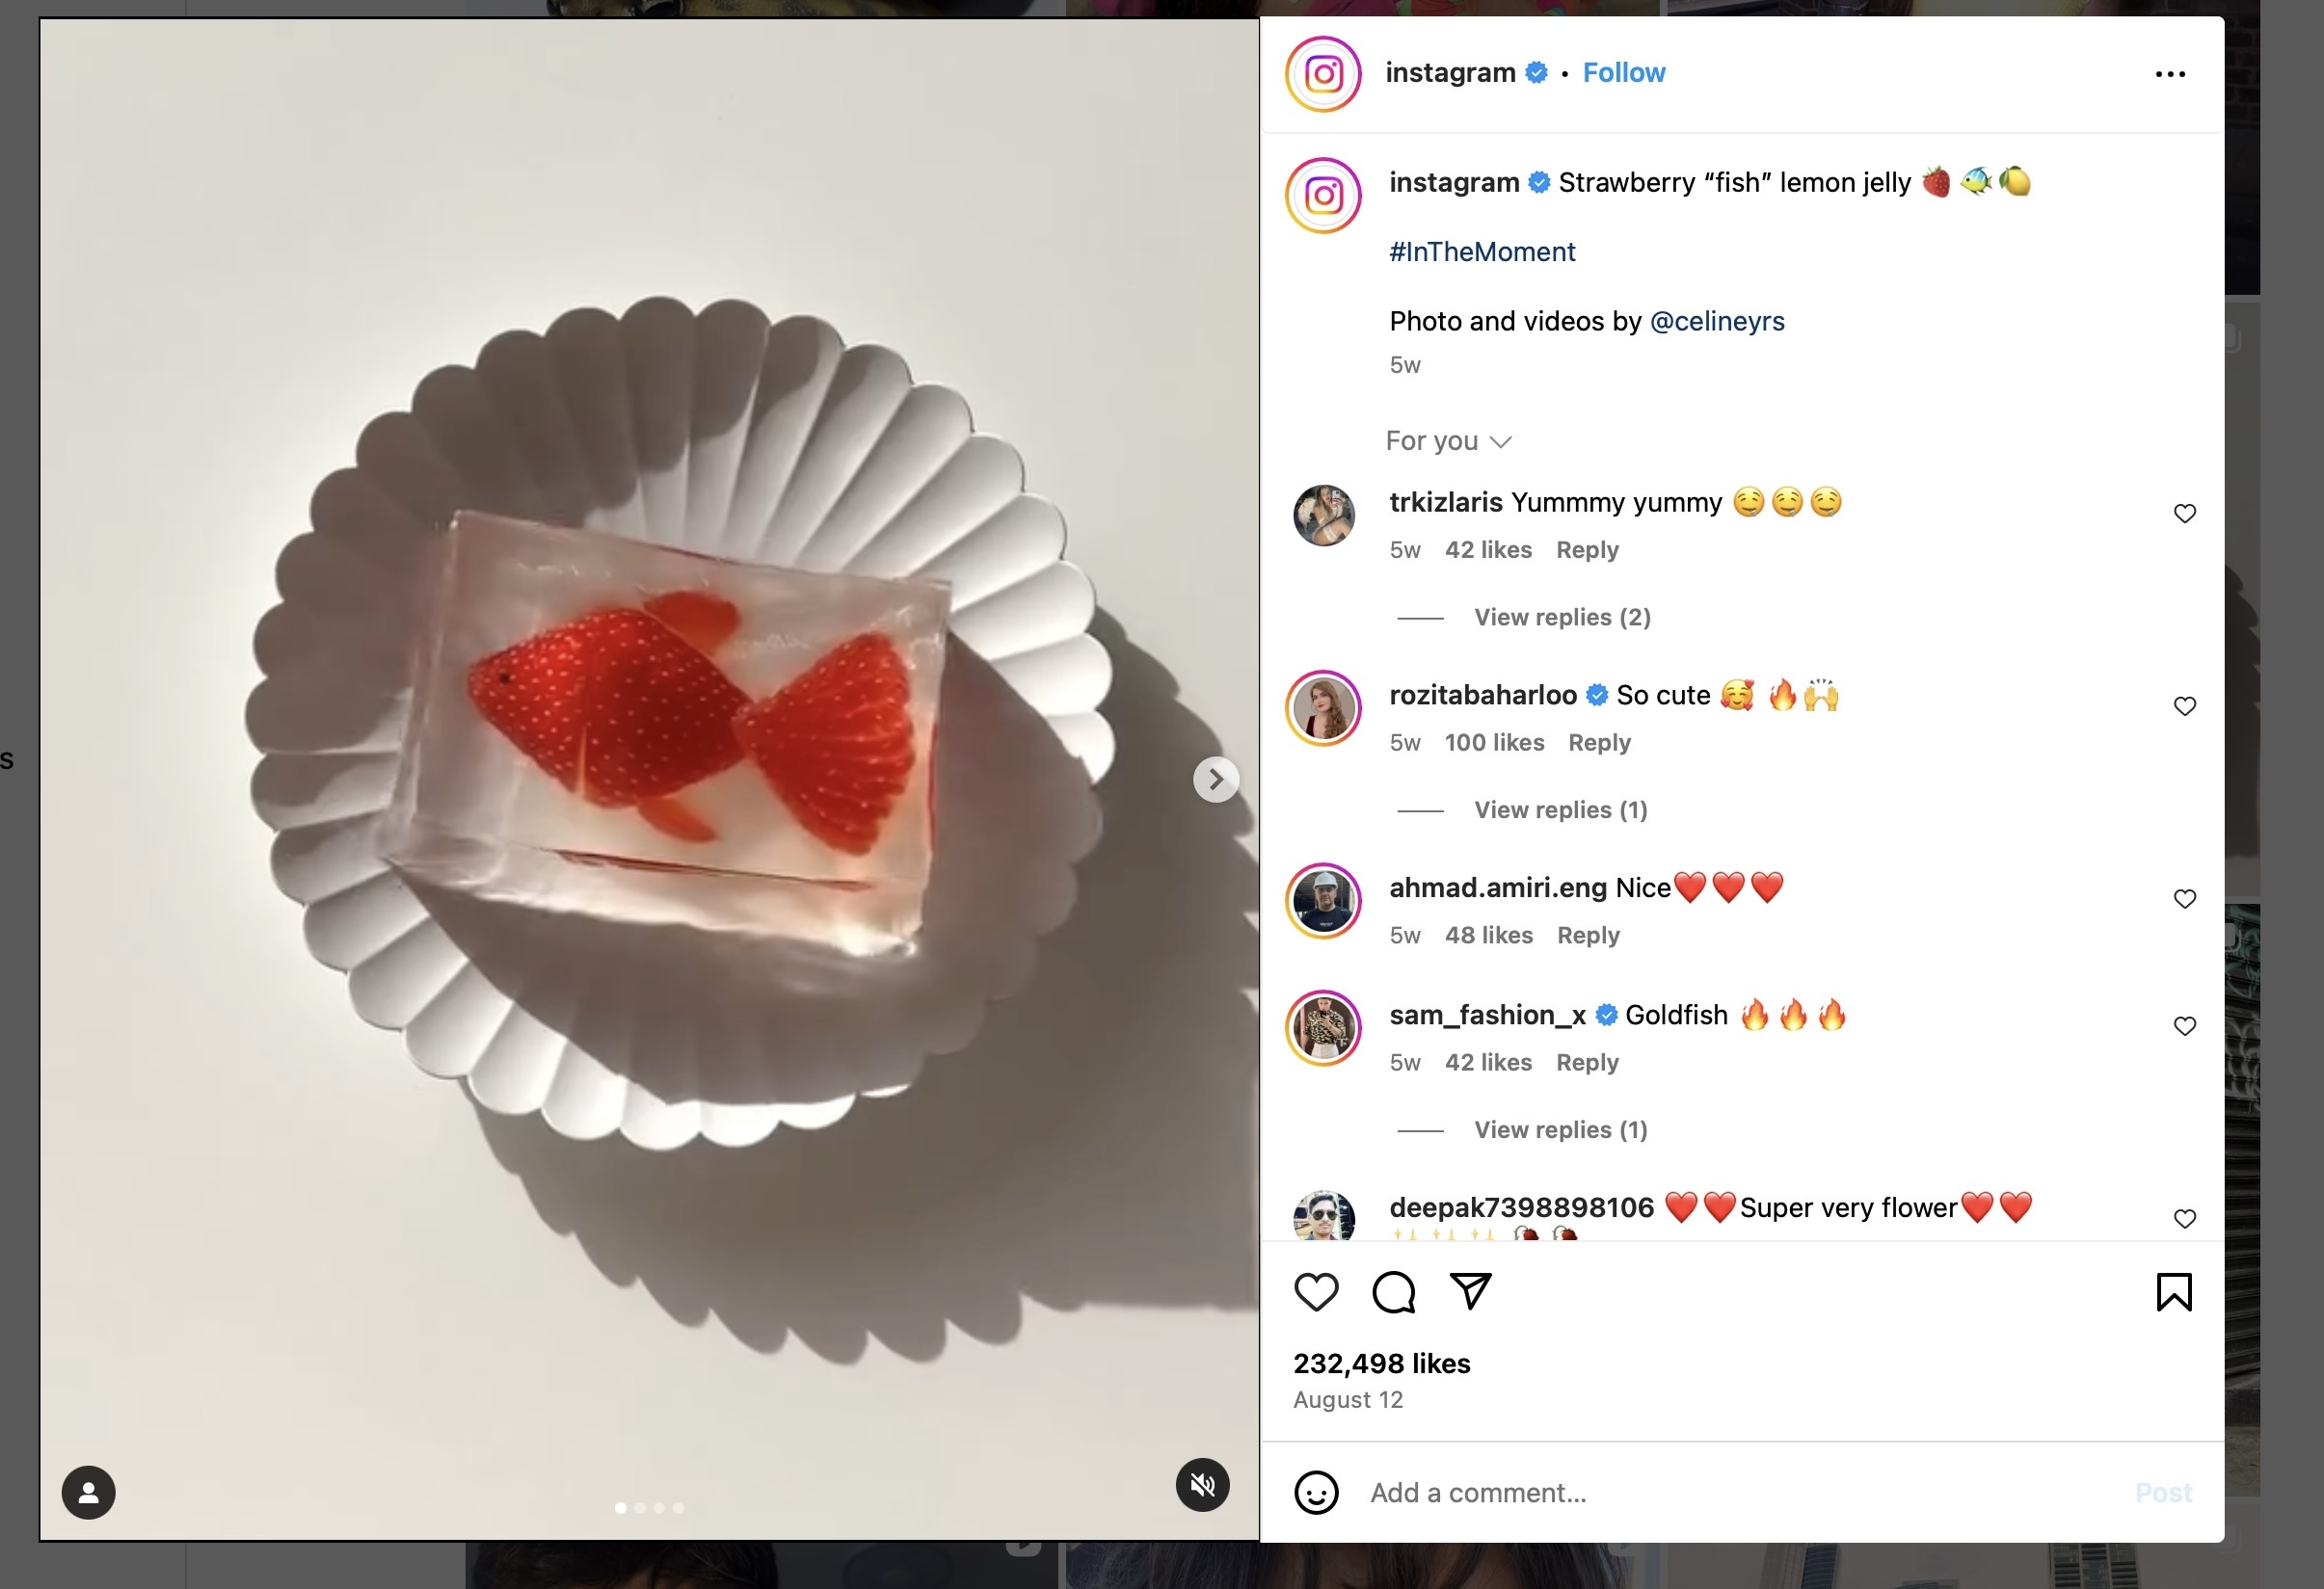 s
instagram • Follow
instagram Strawberry “fish” lemon jelly 🍓🐠🍋
#InTheMoment
Photo and videos by @celineyrs
5w
For you
trkizlaris Yummmy yummy 🤤🤤🤤
5w 42 likes Reply
View replies (2)
rozitabaharloo So cute 🥰🔥🙌
5w 100 likes Reply
View replies (1)
ahmad.amiri.eng Nice❤️❤️❤️
5w 48 likes Reply
sam_fashion_x Goldfish 🔥🔥🔥
5w 42 likes Reply
View replies (1)
deepak7398898106 ❤️❤️Super very flower❤️❤️
✨✨✨🥀🥀
232,498 likes
August 12
Add a comment...
Post